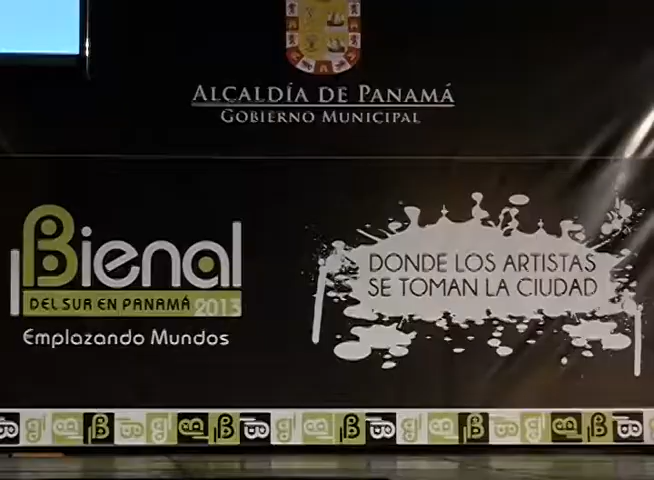 ALCALDÍA DE PANAMÁ
GOBIERNO MUNICIPAL
Bienal
DEL SUR EN PANAMÁ 2013
Emplazando Mundos
DONDE LOS ARTISTAS
SE TOMAN LA CIUDAD